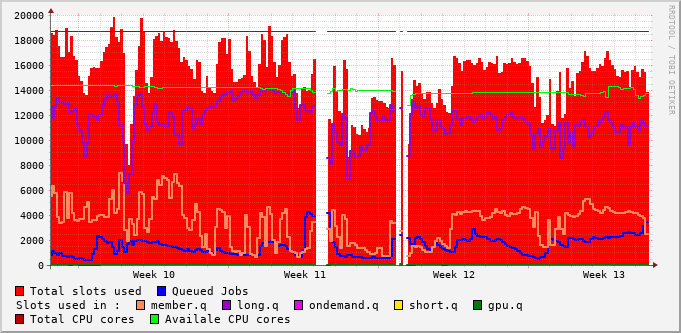 20000
18000
16000
14000
12000
10000
8000
6000
4000
2000
0
Week 10 Week 11 Week 12 Week 13
RRDTOOL / TOBI OETIKER
Total slots used Queued Jobs
Slots used in : member.q long.q ondemand.q short.q gpu.q
Total CPU cores Availale CPU cores